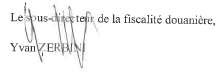 Le sous-directeur de la fiscalité douanière,
Yvan ZERBINI